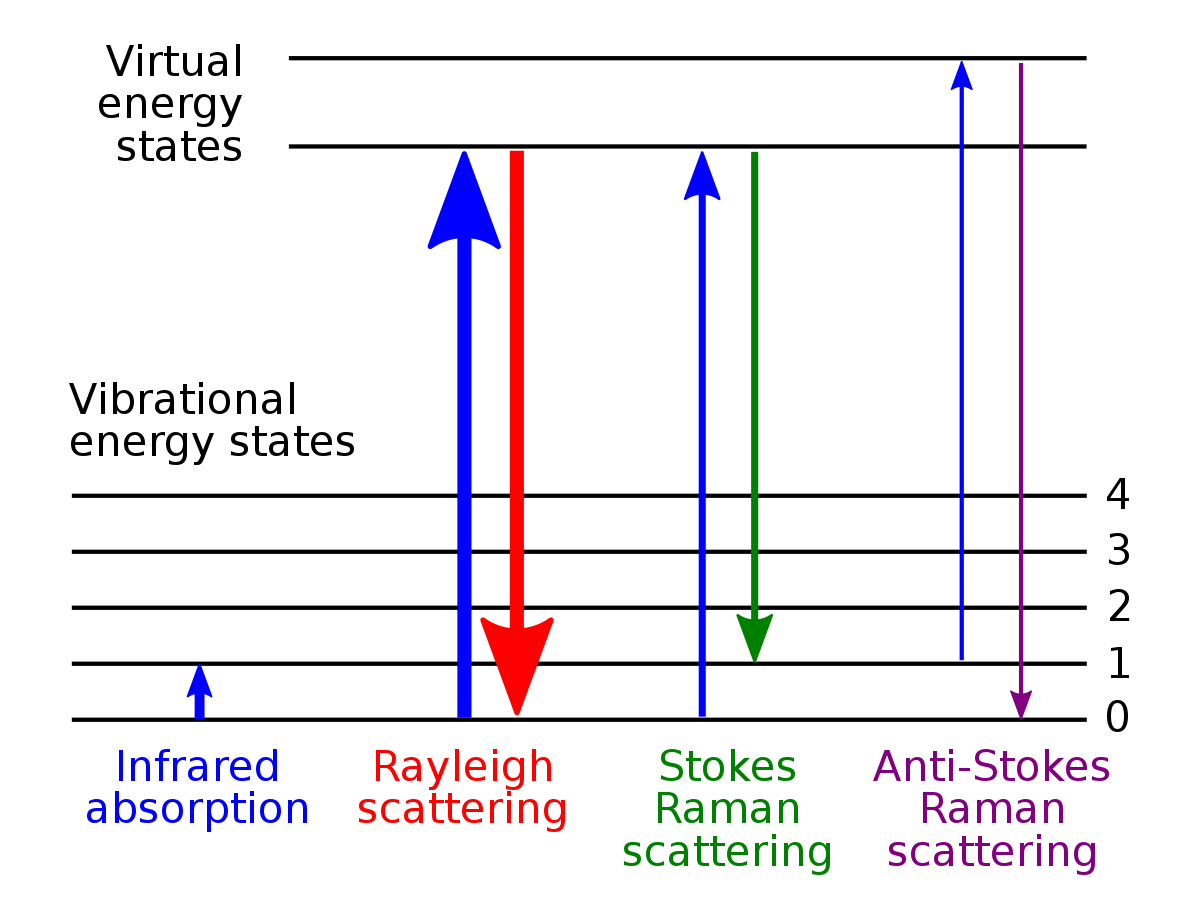 Virtual
energy
states
Vibrational
energy states
4
3
2
1
0
Infrared
absorption
Rayleigh
scattering
Stokes
Raman
scattering
Anti-Stokes
Raman
scattering